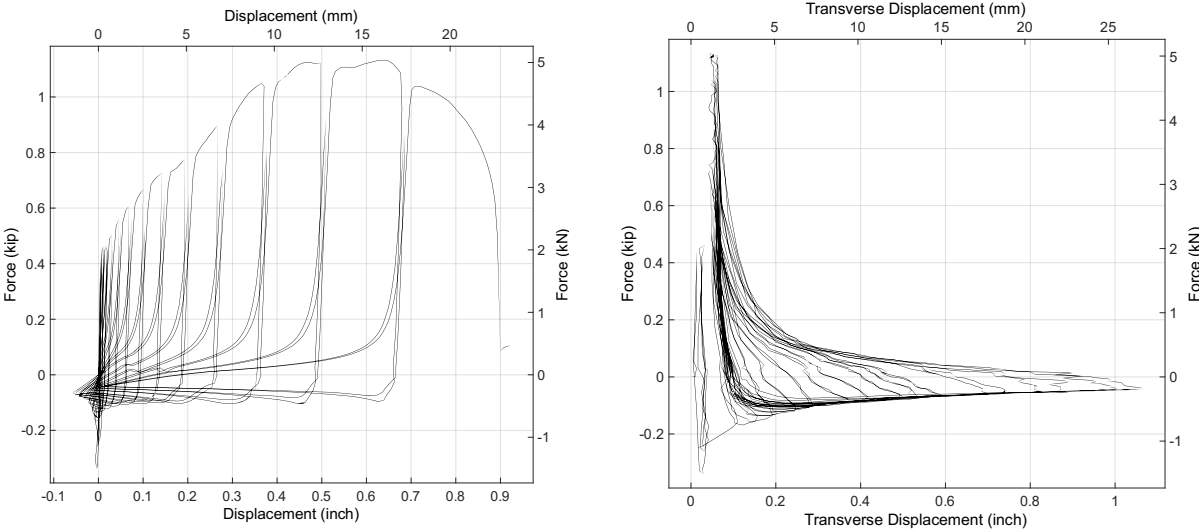 Displacement (mm)
0 5 10 15 20
Force (kip)
1
0.8
0.6
0.4
0.2
0
-0.2
5
4
3
2
1
0
-1
Force (kN)
-0.1 0 0.1 0.2 0.3 0.4 0.5 0.6 0.7 0.8 0.9
Displacement (inch)
Transverse Displacement (mm)
0 5 10 15 20 25
Force (kip)
1
0.8
0.6
0.4
0.2
0
-0.2
5
4
3
2
1
0
-1
Force (kN)
0 0.2 0.4 0.6 0.8 1
Transverse Displacement (inch)